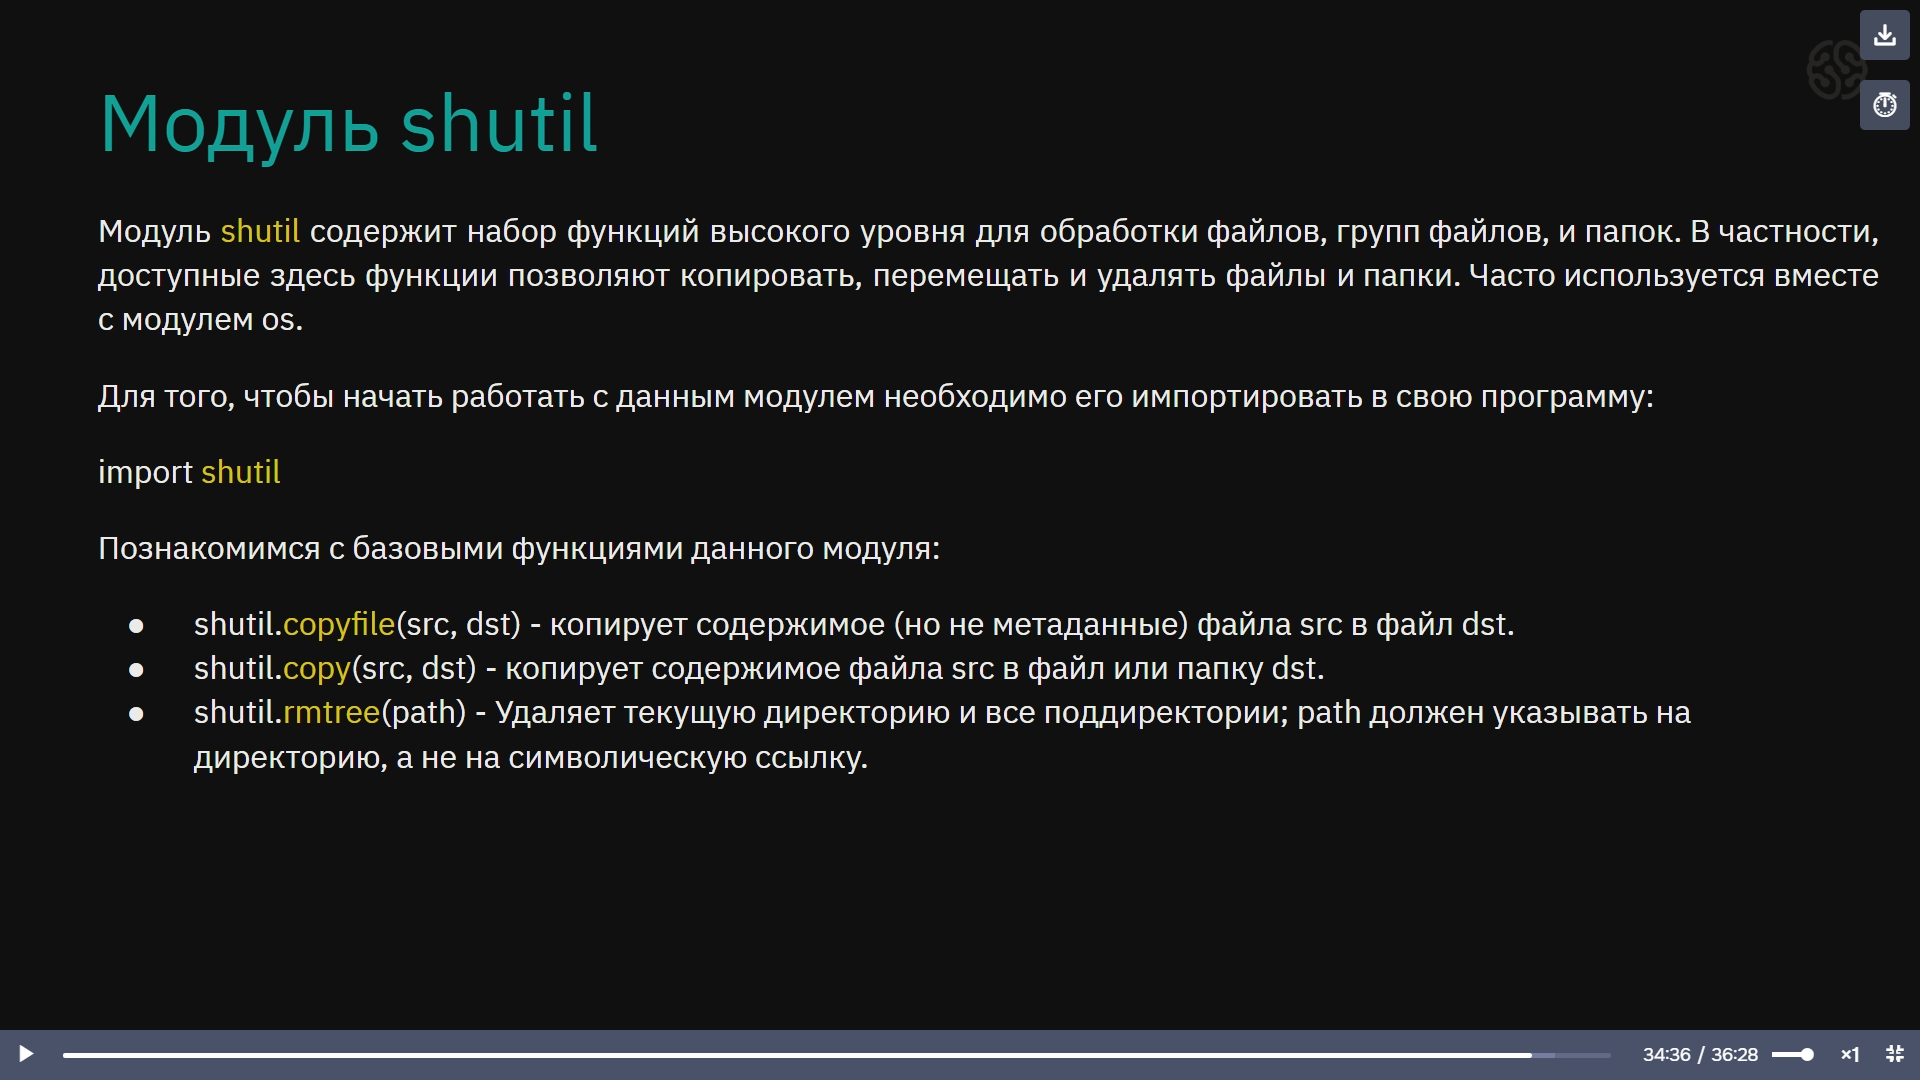 Модуль shutil
Модуль shutil содержит набор функций высокого уровня для обработки файлов, групп файлов, и папок. В частности,
доступные здесь функции позволяют копировать, перемещать и удалять файлы и папки. Часто используется вместе
с модулем os.
Для того, чтобы начать работать с данным модулем необходимо его импортировать в свою программу:
import shutil
Познакомимся с базовыми функциями данного модуля:
● shutil.copyfile(src, dst) - копирует содержимое (но не метаданные) файла src в файл dst.
● shutil.copy(src, dst) - копирует содержимое файла src в файл или папку dst.
● shutil.rmtree(path) - Удаляет текущую директорию и все поддиректории; path должен указывать на
директорию, а не на символическую ссылку.
34:36 / 36:28 ×1